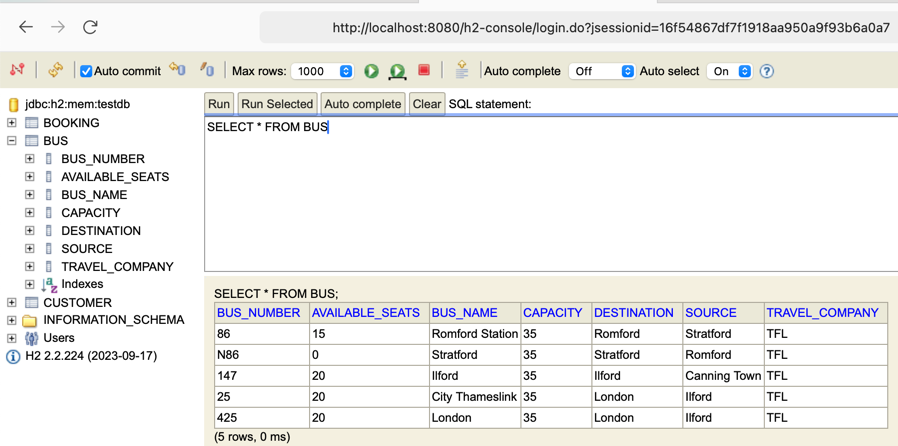 http://localhost:8080/h2-console/login.do?jsessionid=16f54867df7f1918aa950a9f93b6a0a7
Auto commit Max rows: 1000 Auto complete Off Auto select On ?
jdbc:h2:mem:testdb
BOOKING
BUS
BUS_NUMBER
AVAILABLE_SEATS
BUS_NAME
CAPACITY
DESTINATION
SOURCE
TRAVEL_COMPANY
Indexes
CUSTOMER
INFORMATION_SCHEMA
Users
H2 2.2.224 (2023-09-17)
Run Run Selected Auto complete Clear SQL statement:
SELECT * FROM BUS
SELECT * FROM BUS;
BUS_NUMBER AVAILABLE_SEATS BUS_NAME CAPACITY DESTINATION SOURCE TRAVEL_COMPANY
86 15 Romford Station 35 Romford Stratford TFL
N86 0 Stratford 35 Stratford Romford TFL
147 20 Ilford 35 Ilford Canning Town TFL
25 20 City Thameslink 35 London Ilford TFL
425 20 London 35 London Ilford TFL
(5 rows, 0 ms)